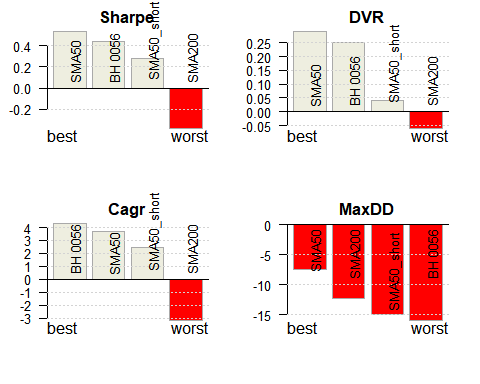 Sharpe
0.4
0.2
0.0
-0.2
SMA50
BH 0056
SMA50_short
SMA200
best
worst
DVR
0.25
0.20
0.15
0.10
0.05
0.00
-0.05
SMA50
BH 0056
SMA50_short
SMA200
best
worst
Cagr
4
3
2
1
0
-1
-2
-3
BH 0056
SMA50
SMA50_short
SMA200
best
worst
MaxDD
0
-5
-10
-15
SMA50
SMA200
SMA50_short
BH 0056
best
worst